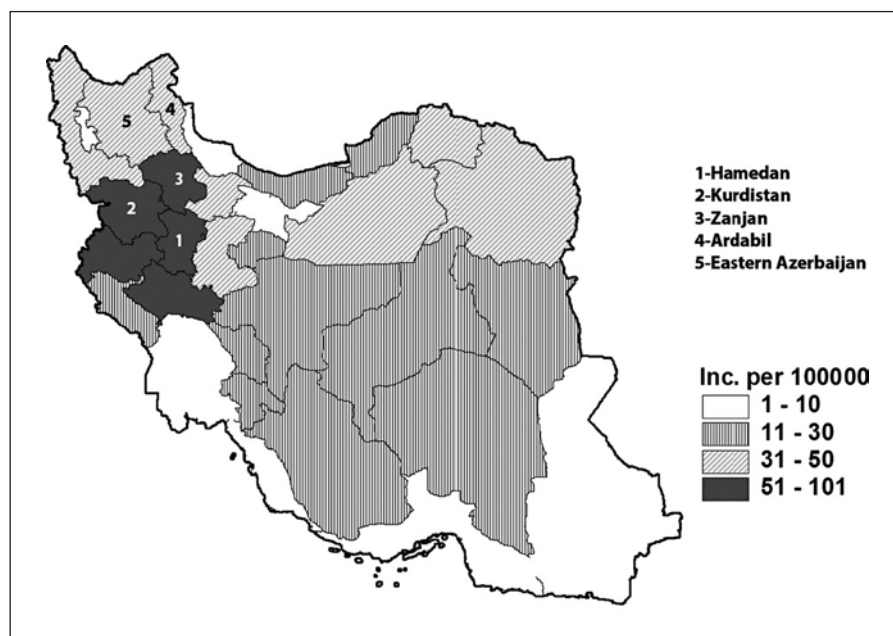 5
4
3
2
1
1-Hamedan
2-Kurdistan
3-Zanjan
4-Ardabil
5-Eastern Azerbaijan
Inc. per 100000
1 - 10
11 - 30
31 - 50
51 - 101